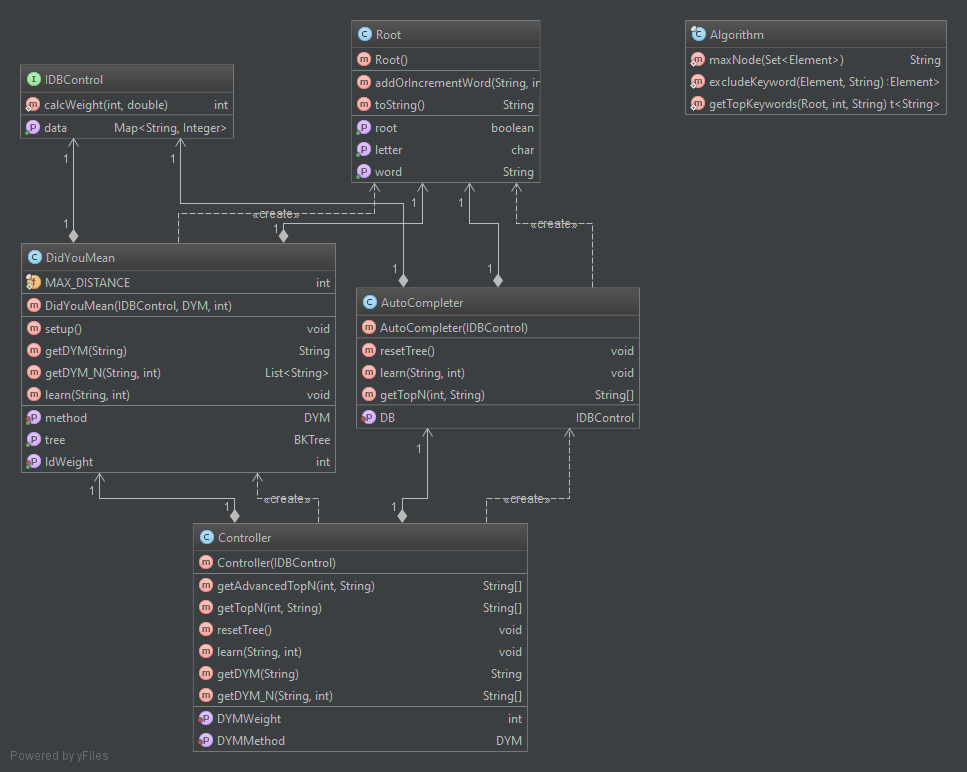 IDBControl
calcWeight(int, double) int
data Map<String, Integer>
Root
Root()
addOrIncrementWord(String, in
toString() String
root boolean
letter char
word String
Algorithm
maxNode(Set<Element>) String
excludeKeyword(Element, String) :Element>
getTopKeywords(Root, int, String) t<String>
1
1
1
1
1
1
1
1
«create»
«create»
DidYouMean
MAX_DISTANCE int
DidYouMean(IDBControl, DYM, int)
setup() void
getDYM(String) String
getDYM_N(String, int) List<String>
learn(String, int) void
method DYM
tree BKTree
ldWeight int
AutoCompleter
AutoCompleter(IDBControl)
resetTree() void
learn(String, int) void
getTopN(int, String) String[]
DB IDBControl
1
1
1
1
«create»
«create»
Controller
Controller(IDBControl)
getAdvancedTopN(int, String) String[]
getTopN(int, String) String[]
resetTree() void
learn(String, int) void
getDYM(String) String
getDYM_N(String, int) String[]
DYMWeight int
DYMMethod DYM
Powered by yFiles